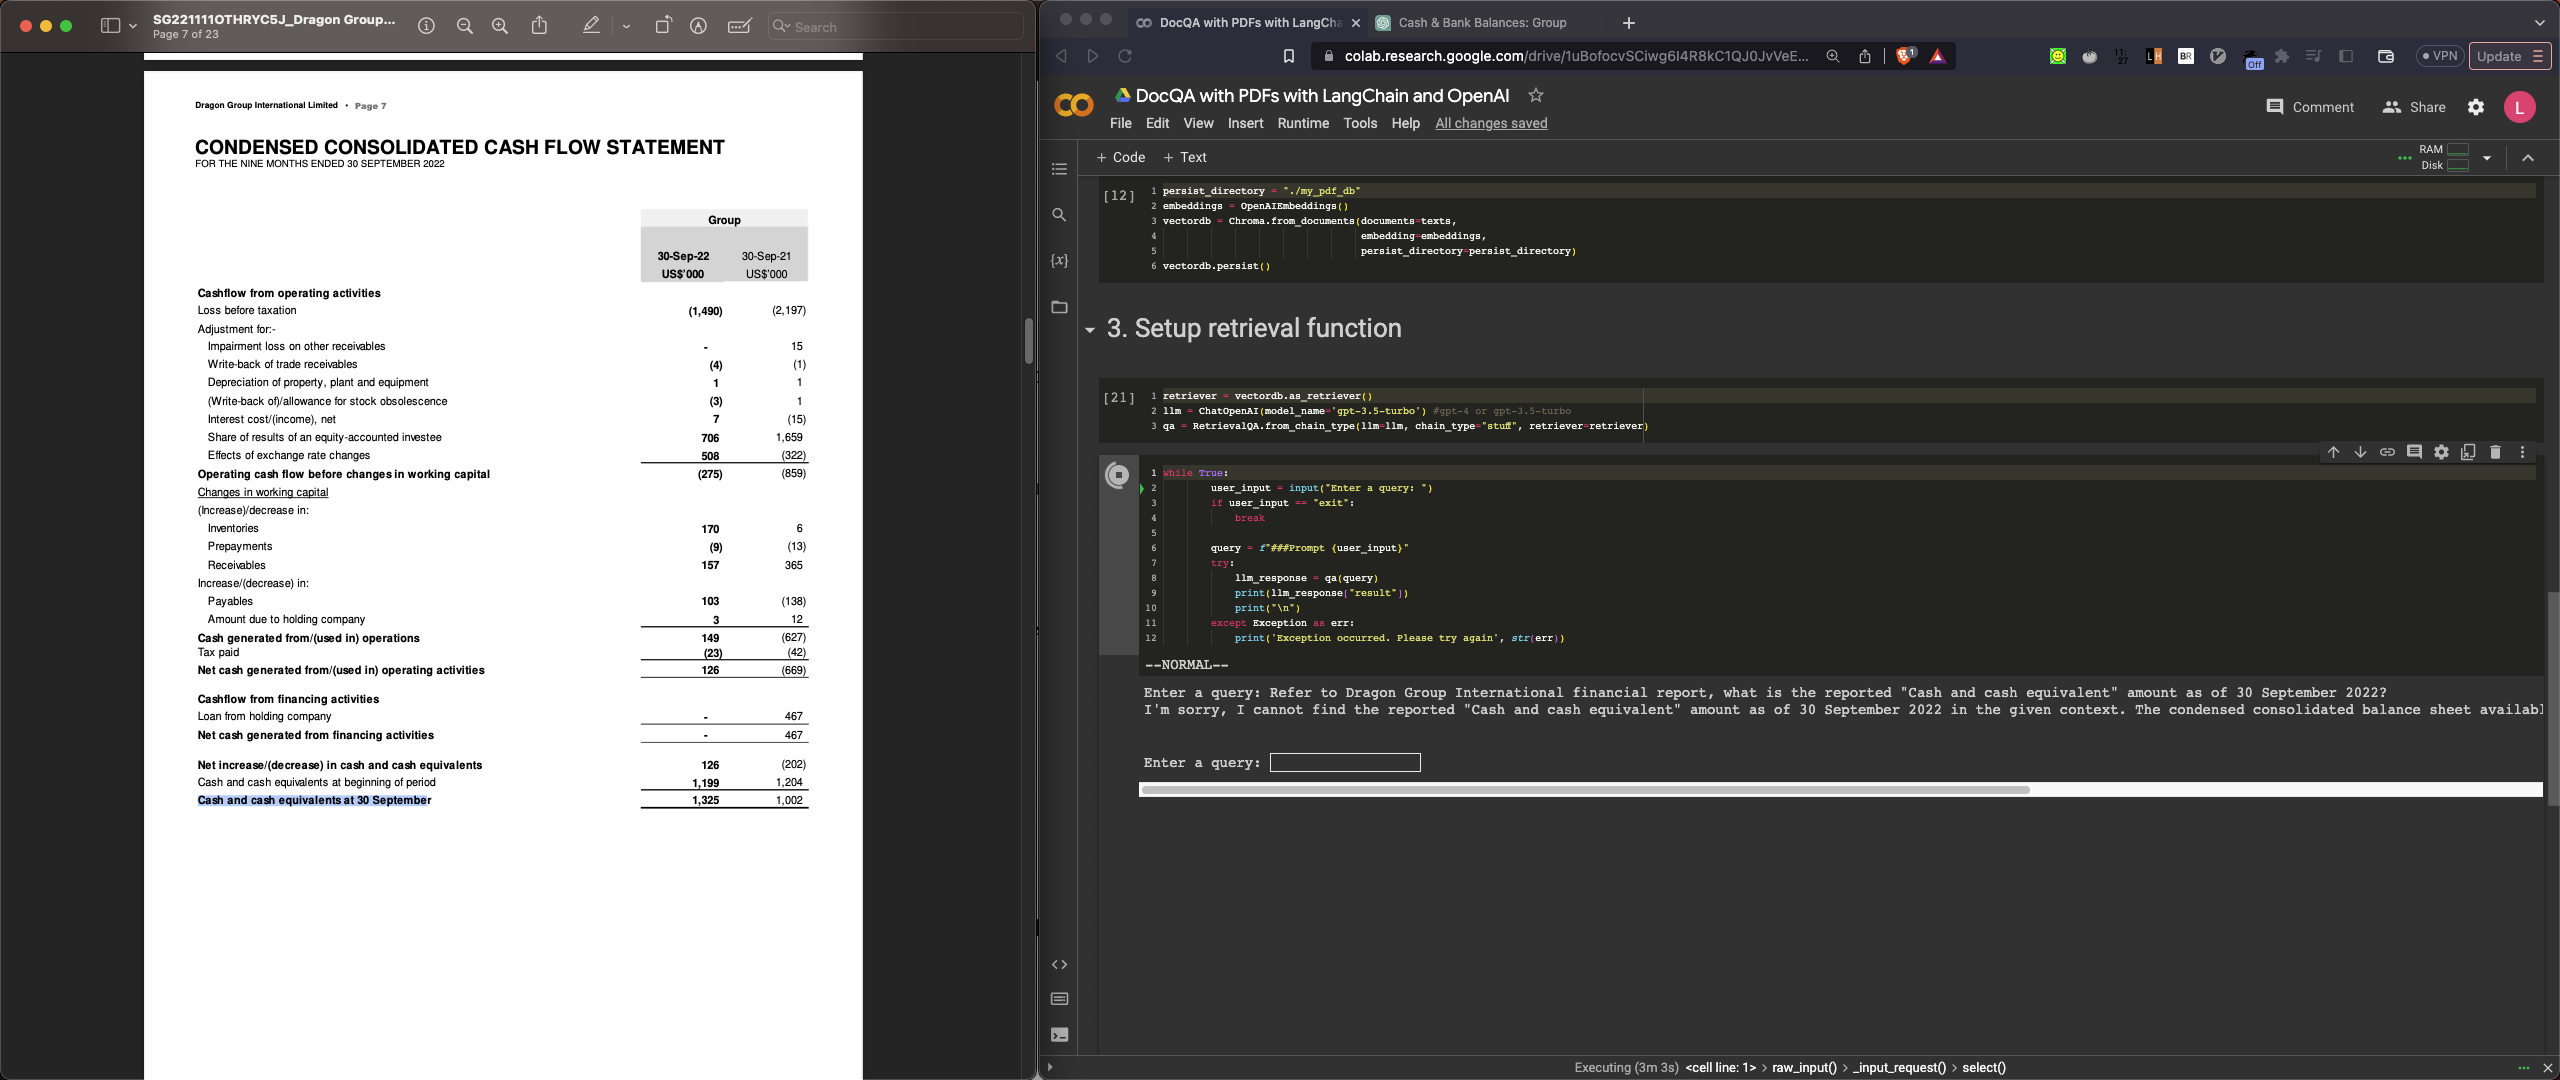 SG221111OTHRYC5J_Dragon Group...
Page 7 of 23
Search
Dragon Group International Limited • Page 7
CONDENSED CONSOLIDATED CASH FLOW STATEMENT
FOR THE NINE MONTHS ENDED 30 SEPTEMBER 2022
Group
30-Sep-22 30-Sep-21
US$'000 US$'000
Cashflow from operating activities
Loss before taxation (1,490) (2,197)
Adjustment for:-
Impairment loss on other receivables - 15
Write-back of trade receivables (4) (1)
Depreciation of property, plant and equipment 1 1
(Write-back of)/allowance for stock obsolescence (3) 1
Interest cost/(income), net 7 (15)
Share of results of an equity-accounted investee 706 1,659
Effects of exchange rate changes 508 (322)
Operating cash flow before changes in working capital (275) (859)
Changes in working capital
(Increase)/decrease in:
Inventories 170 6
Prepayments (9) (13)
Receivables 157 365
Increase/(decrease) in:
Payables 103 (138)
Amount due to holding company 3 12
Cash generated from/(used in) operations 149 (627)
Tax paid (23) (42)
Net cash generated from/(used in) operating activities 126 (669)
Cashflow from financing activities
Loan from holding company - 467
Net cash generated from financing activities - 467
Net increase/(decrease) in cash and cash equivalents 126 (202)
Cash and cash equivalents at beginning of period 1,199 1,204
Cash and cash equivalents at 30 September 1,325 1,002
DocQA with PDFs with LangCha
Cash & Bank Balances: Group
colab.research.google.com/drive/1uBofocvSCiwg6I4R8kC1QJ0JvVeE...
1
11:
27
LH
BR
Off
VPN
Update
DocQA with PDFs with LangChain and OpenAI
File Edit View Insert Runtime Tools Help All changes saved
Comment
Share
L
+ Code + Text
RAM
Disk
{x}
[12]
1 persist_directory = "./my_pdf_db"
2 embeddings = OpenAIEmbeddings()
3 vectordb = Chroma.from_documents(documents=texts,
4 embedding=embeddings,
5 persist_directory=persist_directory)
6 vectordb.persist()
3. Setup retrieval function
[21]
1 retriever = vectordb.as_retriever()
2 llm = ChatOpenAI(model_name='gpt-3.5-turbo') #gpt-4 or gpt-3.5-turbo
3 qa = RetrievalQA.from_chain_type(llm=llm, chain_type="stuff", retriever=retriever)
1 while True:
2 user_input = input("Enter a query: ")
3 if user_input == "exit":
4 break
5
6 query = f"###Prompt {user_input}"
7 try:
8 llm_response = qa(query)
9 print(llm_response["result"])
10 print("\n")
11 except Exception as err:
12 print('Exception occurred. Please try again', str(err))
--NORMAL--
Enter a query: Refer to Dragon Group International financial report, what is the reported "Cash and cash equivalent" amount as of 30 September 2022?
I'm sorry, I cannot find the reported "Cash and cash equivalent" amount as of 30 September 2022 in the given context. The condensed consolidated balance sheet availabl
Enter a query:
Executing (3m 3s) <cell line: 1> > raw_input() > _input_request() > select()